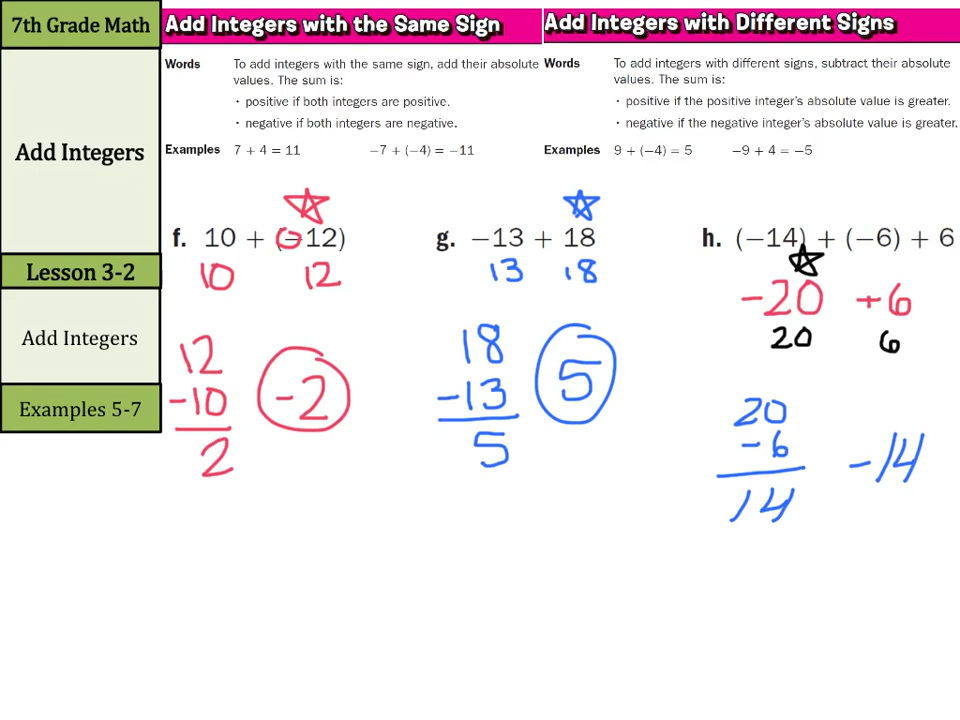 7th Grade Math
Add Integers
Lesson 3-2
Add Integers
Examples 5-7
Add Integers with the Same Sign
Words To add integers with the same sign, add their absolute
values. The sum is:
• positive if both integers are positive.
• negative if both integers are negative.
Examples 7 + 4 = 11 −7 + (−4) = −11
Add Integers with Different Signs
Words To add integers with different signs, subtract their absolute
values. The sum is:
• positive if the positive integer's absolute value is greater.
• negative if the negative integer's absolute value is greater.
Examples 9 + (−4) = 5 −9 + 4 = −5
f. 10 + (−12)
10 12
12
-10
2
-2
g. −13 + 18
13 18
18
-13
5
5
h. (−14) + (−6) + 6
-20 +6
20 6
20
-6
14
-14